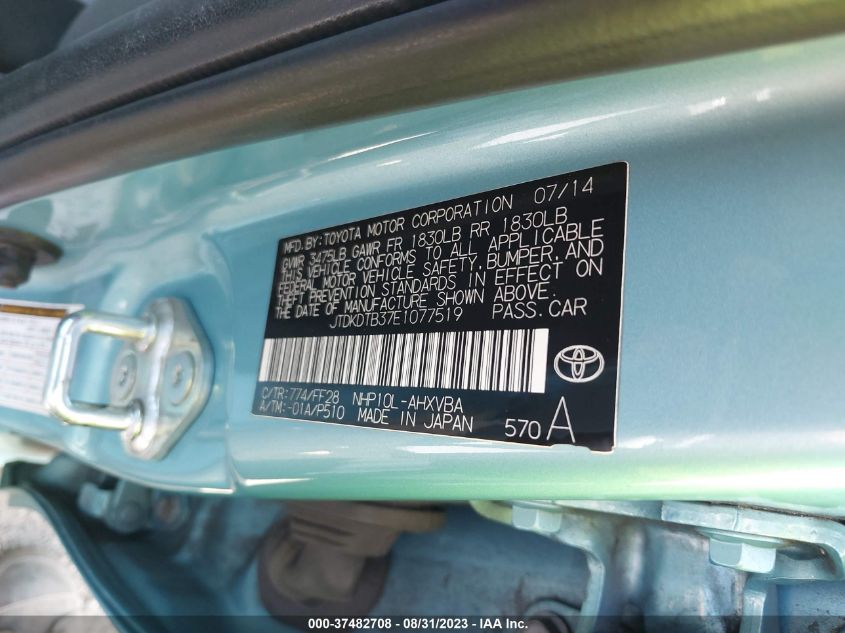 MFD.BY:TOYOTA MOTOR CORPORATION 07/14
GVWR 3475LB GAWR FR 1830LB RR 1830LB
THIS VEHICLE CONFORMS TO ALL APPLICABLE
FEDERAL MOTOR VEHICLE SAFETY, BUMPER, AND
THEFT PREVENTION STANDARDS IN EFFECT ON
THE DATE OF MANUFACTURE SHOWN ABOVE.
JTDKDTB37E1077519 PASS.CAR
C/TR:774/FF28 NHP10L-AHXVBA
A/TM:-01A/P510 MADE IN JAPAN
570 A
000-37482708 - 08/31/2023 - IAA Inc.